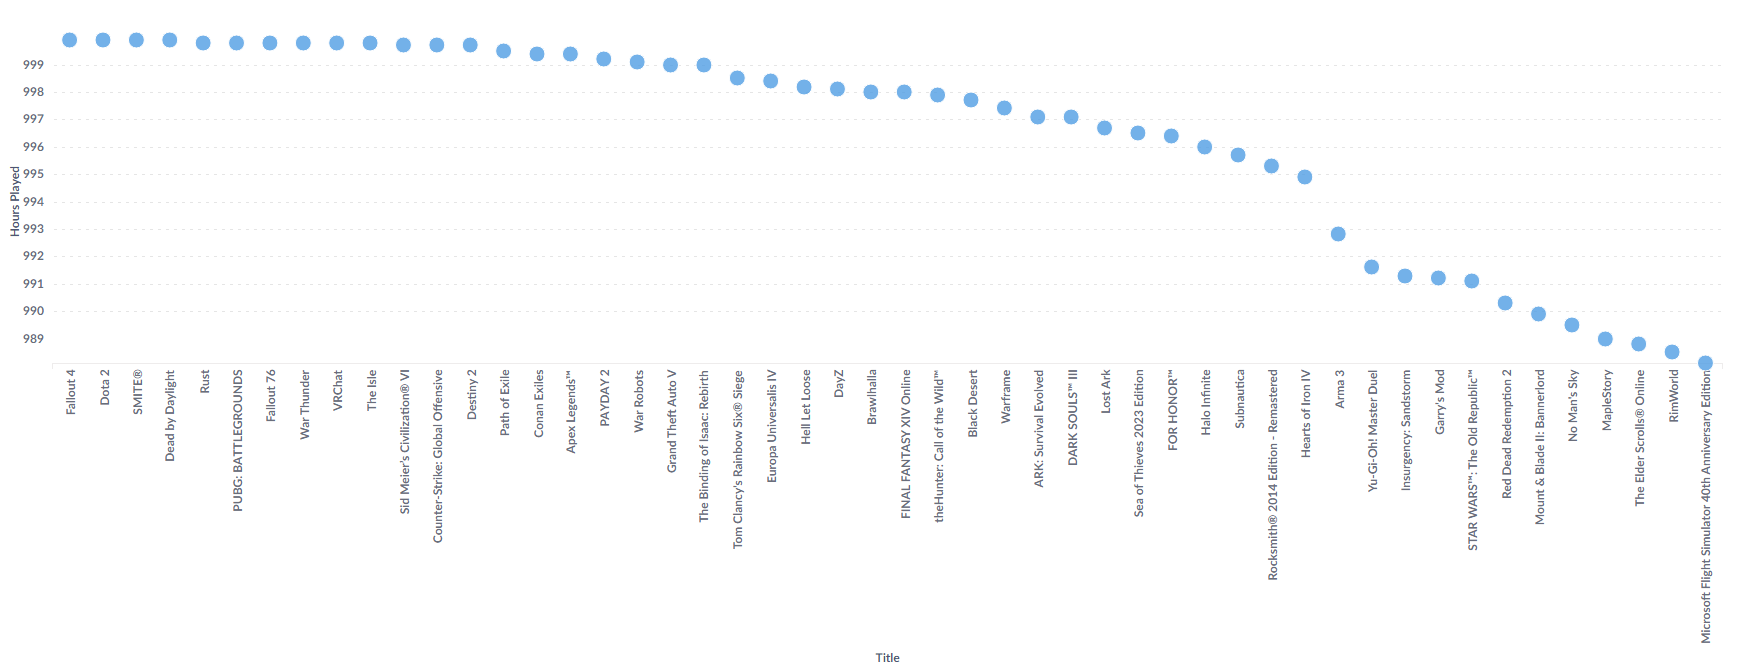 Hours Played
999
998
997
996
995
994
993
992
991
990
989
Fallout 4
Dota 2
SMITE®
Dead by Daylight
Rust
PUBG: BATTLEGROUNDS
Fallout 76
War Thunder
VRChat
The Isle
Sid Meier's Civilization® VI
Counter-Strike: Global Offensive
Destiny 2
Path of Exile
Conan Exiles
Apex Legends™
PAYDAY 2
War Robots
Grand Theft Auto V
The Binding of Isaac: Rebirth
Tom Clancy's Rainbow Six® Siege
Europa Universalis IV
Hell Let Loose
DayZ
Brawlhalla
FINAL FANTASY XIV Online
theHunter: Call of the Wild™
Black Desert
Warframe
ARK: Survival Evolved
DARK SOULS™ III
Lost Ark
Sea of Thieves 2023 Edition
FOR HONOR™
Halo Infinite
Subnautica
Rocksmith® 2014 Edition - Remastered
Hearts of Iron IV
Arma 3
Yu-Gi-Oh! Master Duel
Insurgency: Sandstorm
Garry's Mod
STAR WARS™: The Old Republic™
Red Dead Redemption 2
Mount & Blade II: Bannerlord
No Man's Sky
MapleStory
The Elder Scrolls® Online
RimWorld
Microsoft Flight Simulator 40th Anniversary Edition
Title